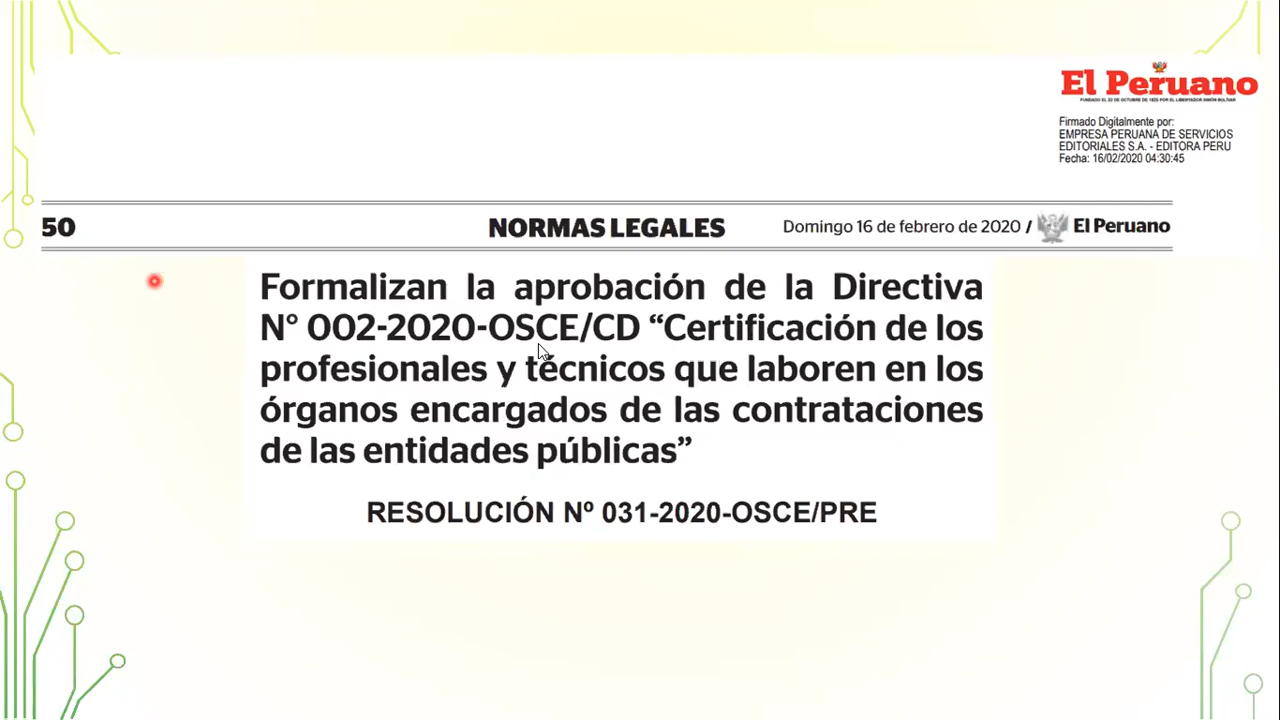 El Peruano
FUNDADO EL 22 DE OCTUBRE DE 1825 POR EL LIBERTADOR SIMÓN BOLÍVAR
Firmado Digitalmente por:
EMPRESA PERUANA DE SERVICIOS
EDITORIALES S.A. - EDITORA PERU
Fecha: 16/02/2020 04:30:45
50 NORMAS LEGALES Domingo 16 de febrero de 2020 / El Peruano
Formalizan la aprobación de la Directiva
N° 002-2020-OSCE/CD “Certificación de los
profesionales y técnicos que laboren en los
órganos encargados de las contrataciones
de las entidades públicas”
RESOLUCIÓN Nº 031-2020-OSCE/PRE